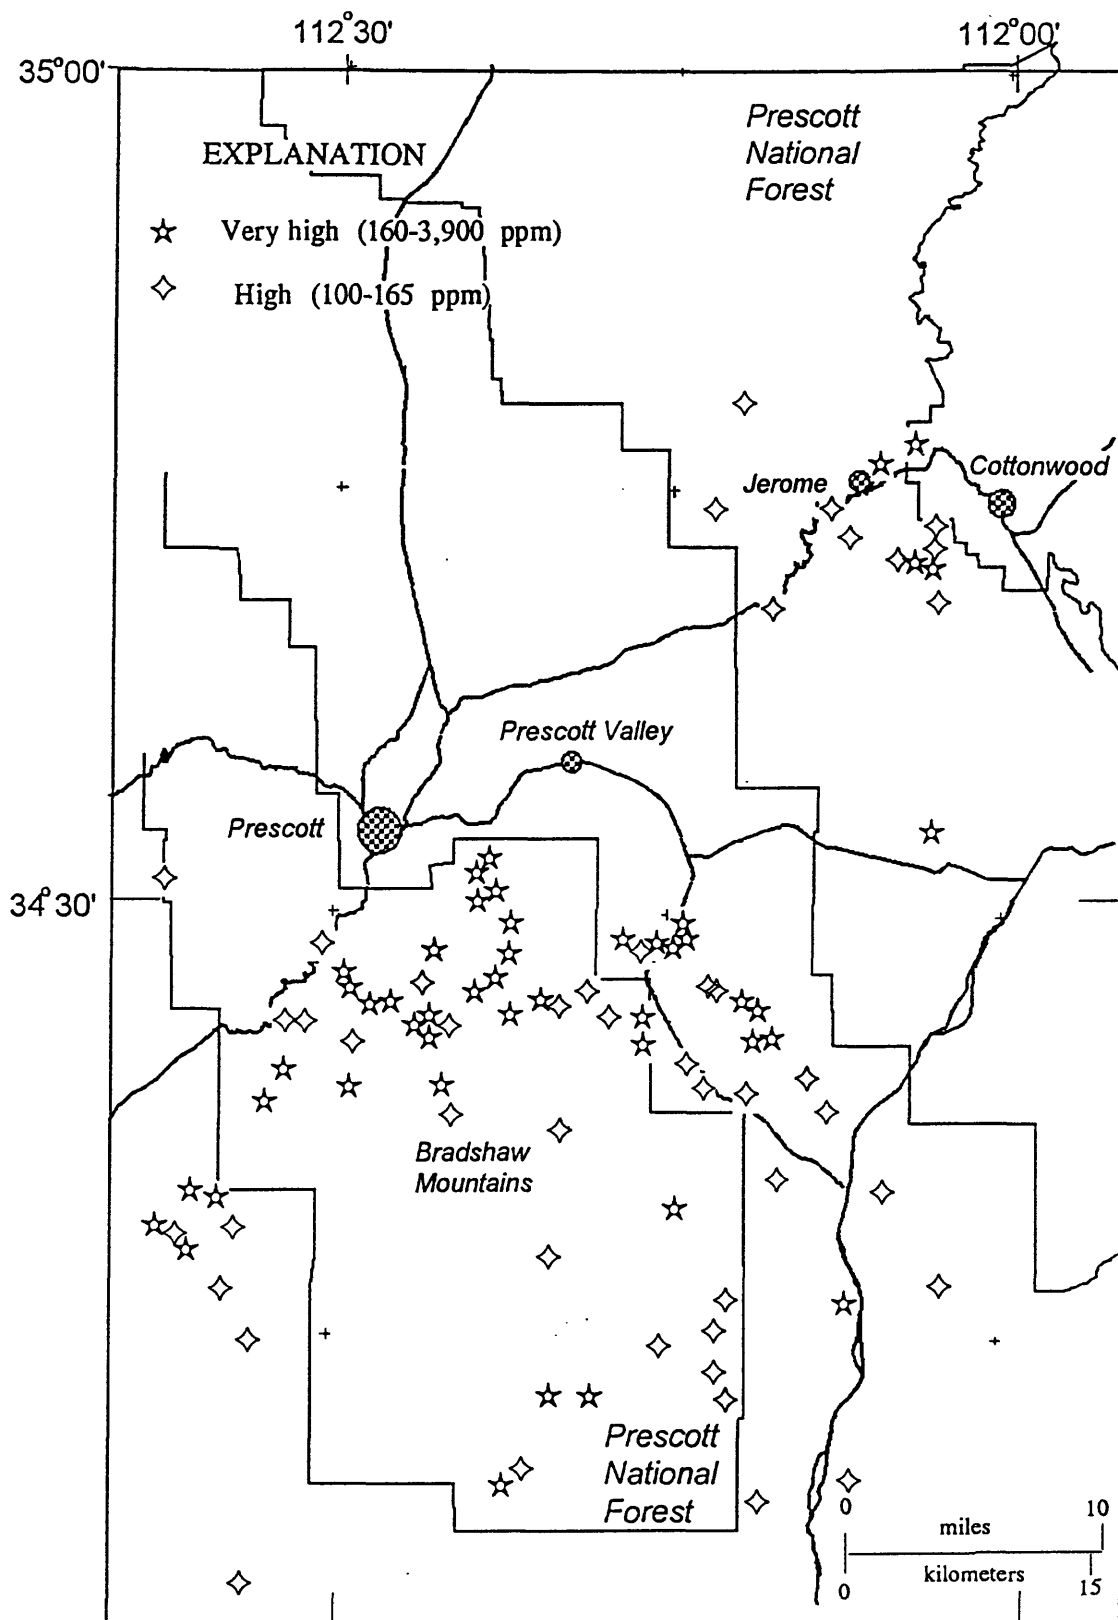 112°30'
112°00'
35°00'
Prescott
National
Forest
EXPLANATION
Very high (160-3,900 ppm)
High (100-165 ppm)
Jerome
Cottonwood
Prescott Valley
Prescott
34°30'
Bradshaw
Mountains
Prescott
National
Forest
0 10
miles
kilometers
0 15